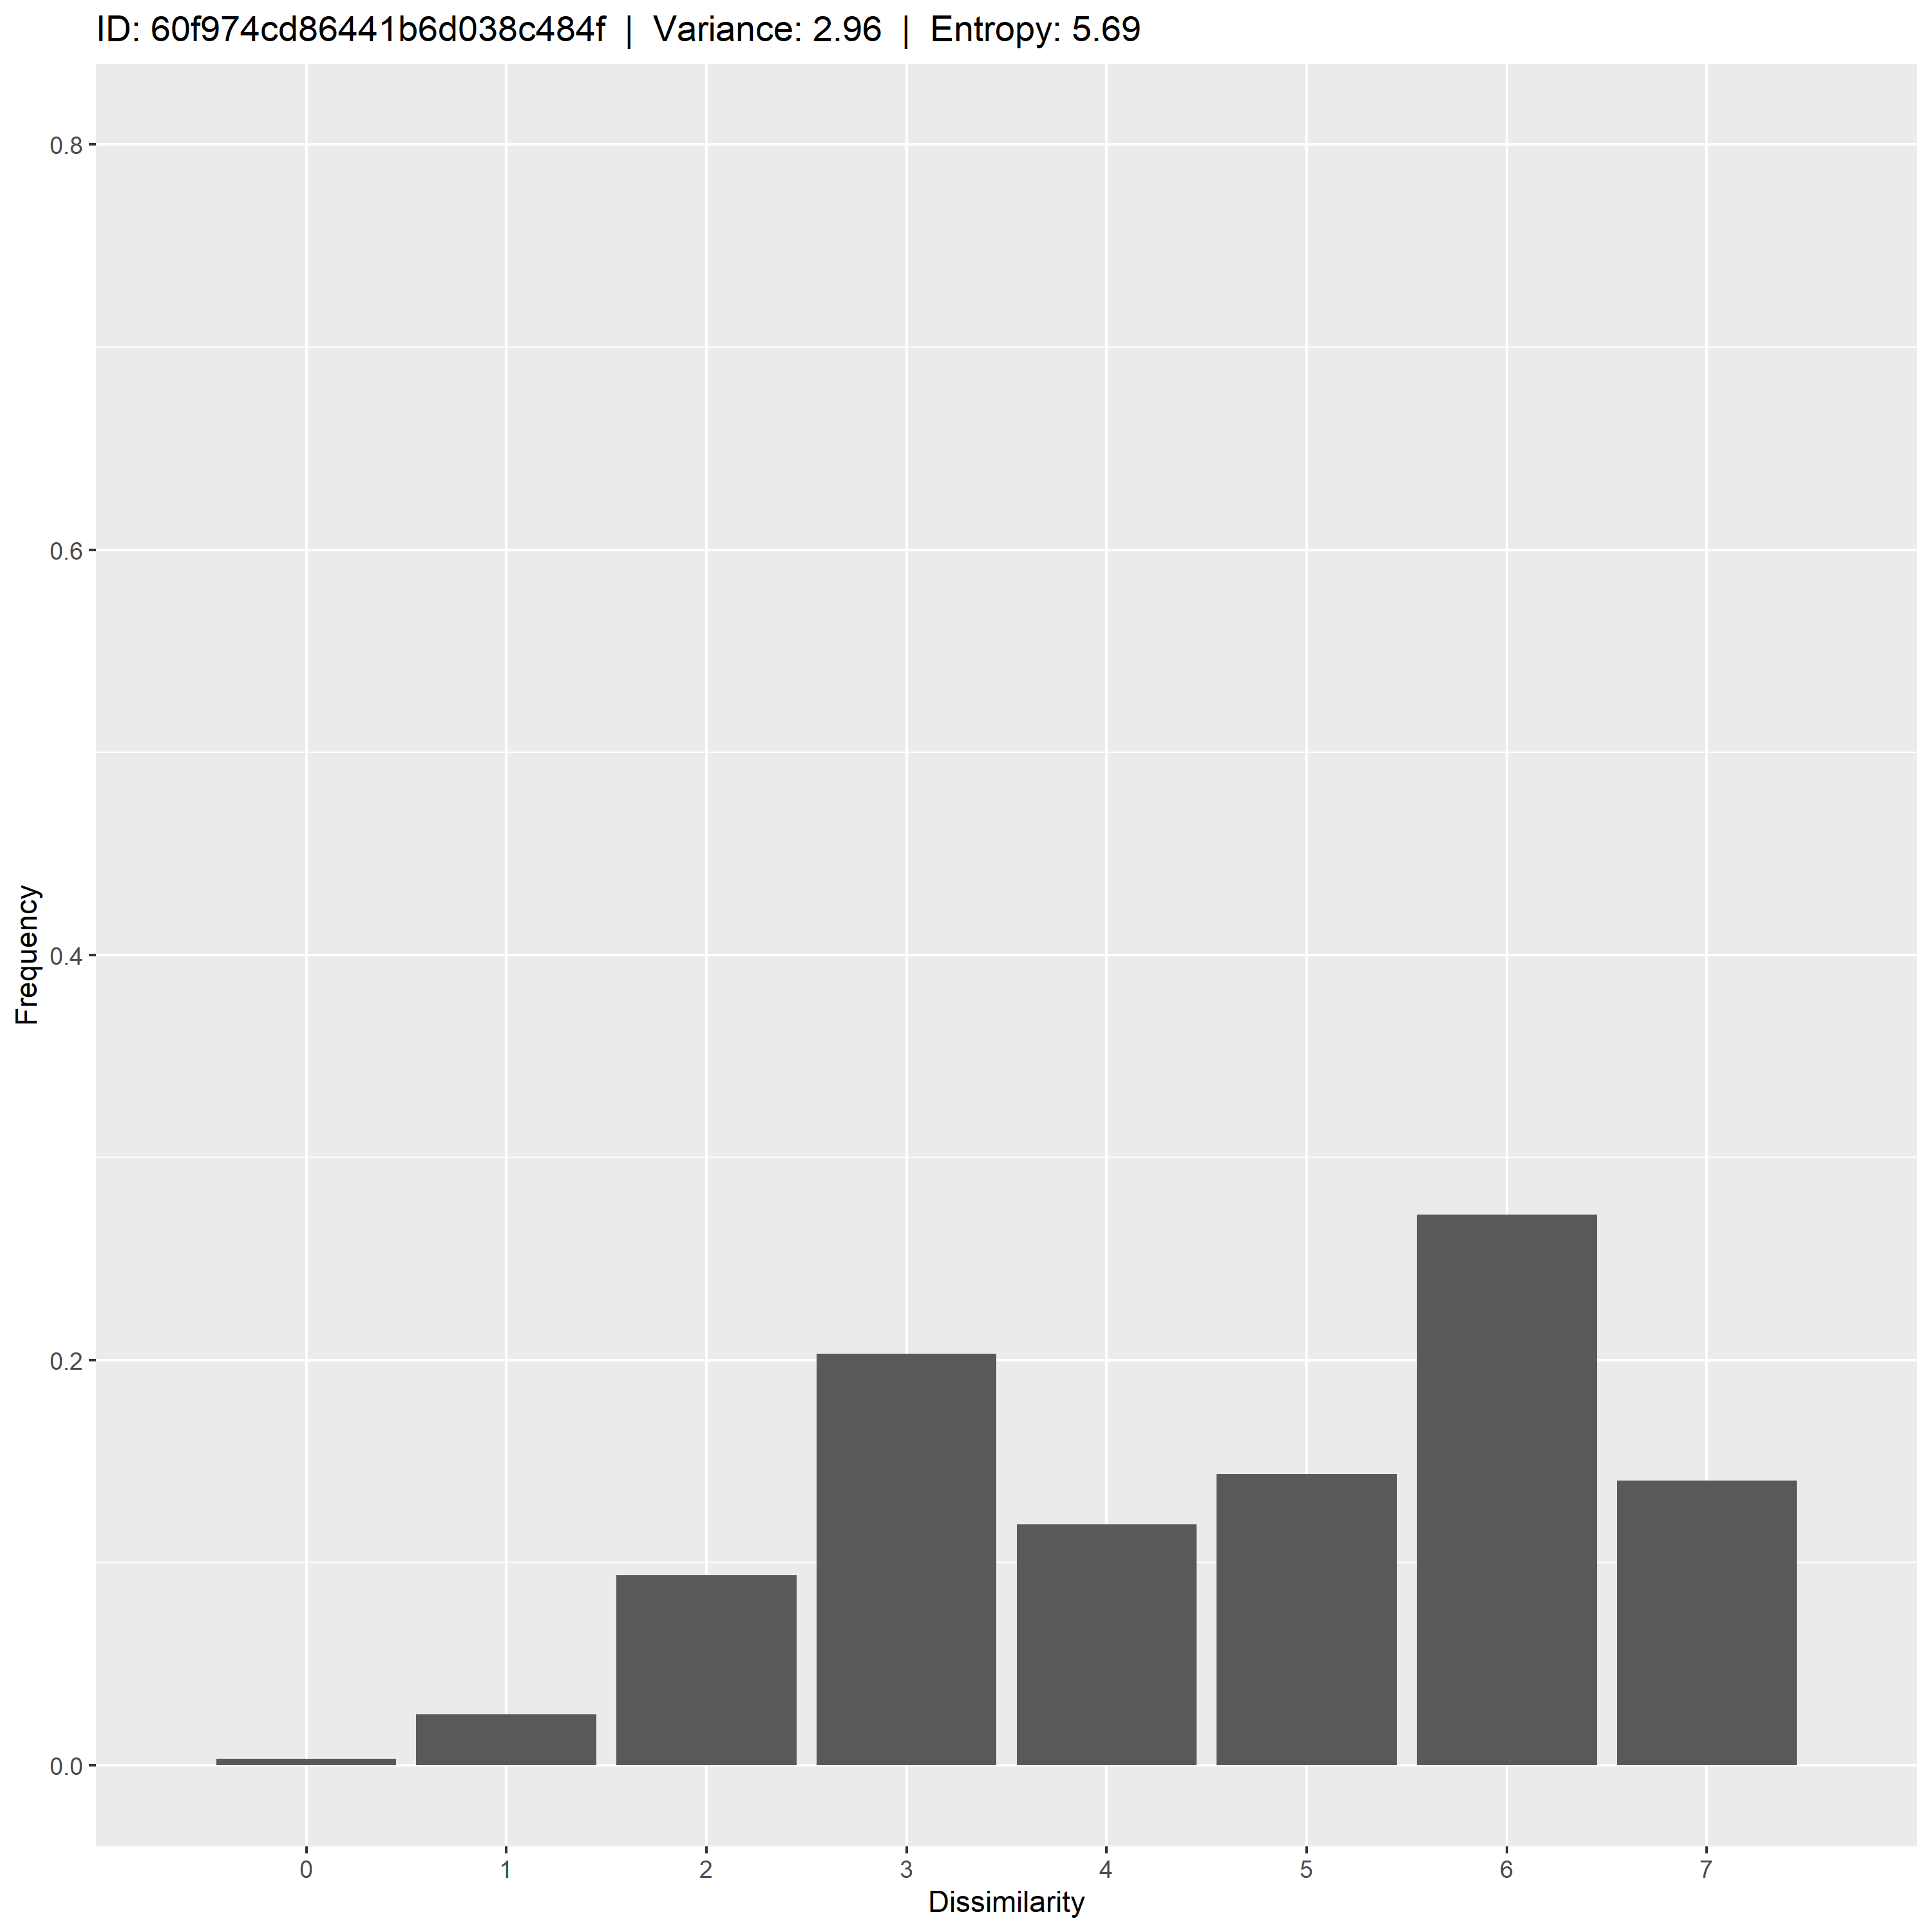 ID: 60f974cd86441b6d038c484f | Variance: 2.96 | Entropy: 5.69
Frequency
0.8
0.6
0.4
0.2
0.0
0 1 2 3 4 5 6 7
Dissimilarity